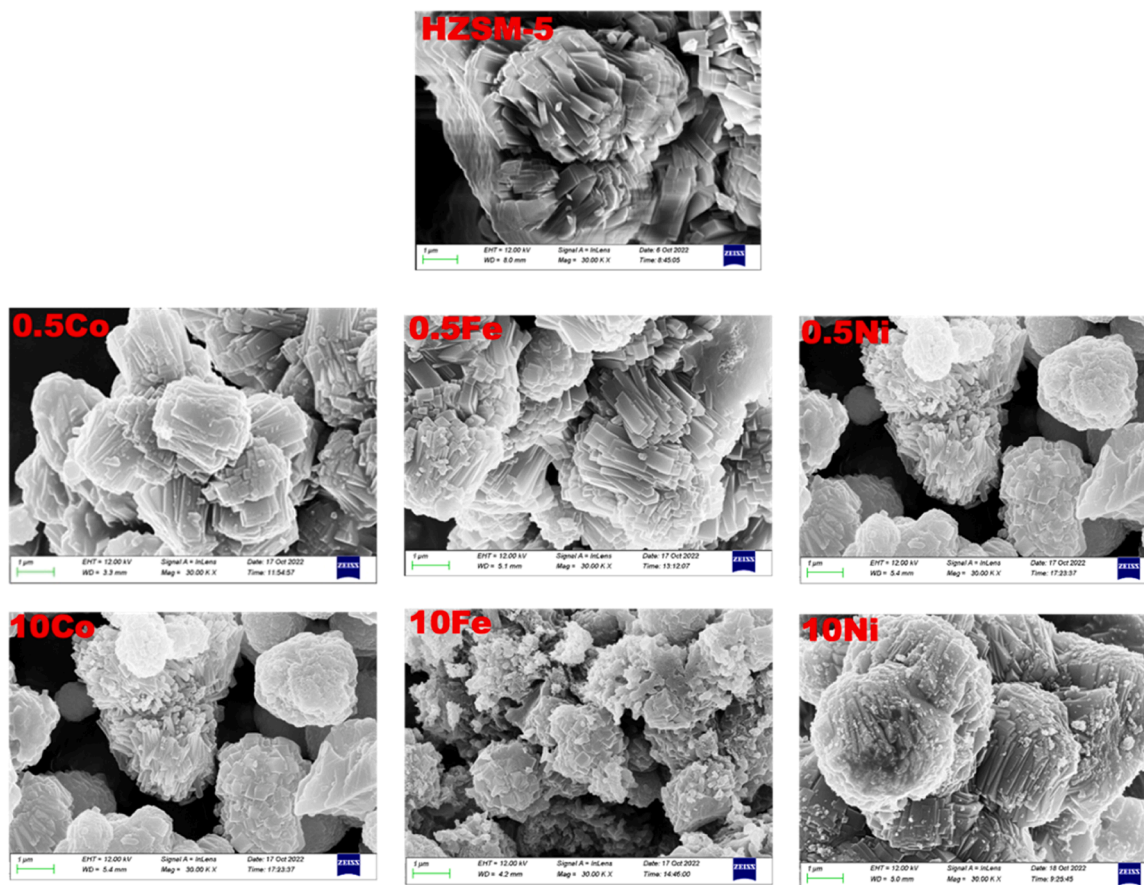 HZSM-5
1 µm EHT = 12.00 kV Signal A = InLens Date: 6 Oct 2022 ZEISS
WD = 8.0 mm Mag = 30.00 K X Time: 8:45:05
0.5Co
1 µm EHT = 12.00 kV Signal A = InLens Date: 17 Oct 2022 ZEISS
WD = 3.3 mm Mag = 30.00 K X Time: 11:54:57
0.5Fe
1 µm EHT = 12.00 kV Signal A = InLens Date: 17 Oct 2022 ZEISS
WD = 5.1 mm Mag = 30.00 K X Time: 13:12:07
0.5Ni
1 µm EHT = 12.00 kV Signal A = InLens Date: 17 Oct 2022 ZEISS
WD = 5.4 mm Mag = 30.00 K X Time: 17:33:37
10Co
1 µm EHT = 12.00 kV Signal A = InLens Date: 17 Oct 2022 ZEISS
WD = 5.4 mm Mag = 30.00 K X Time: 17:33:37
10Fe
1 µm EHT = 12.00 kV Signal A = InLens Date: 17 Oct 2022 ZEISS
WD = 4.2 mm Mag = 30.00 K X Time: 14:46:00
10Ni
1 µm EHT = 12.00 kV Signal A = InLens Date: 18 Oct 2022 ZEISS
WD = 5.0 mm Mag = 30.00 K X Time: 9:25:45